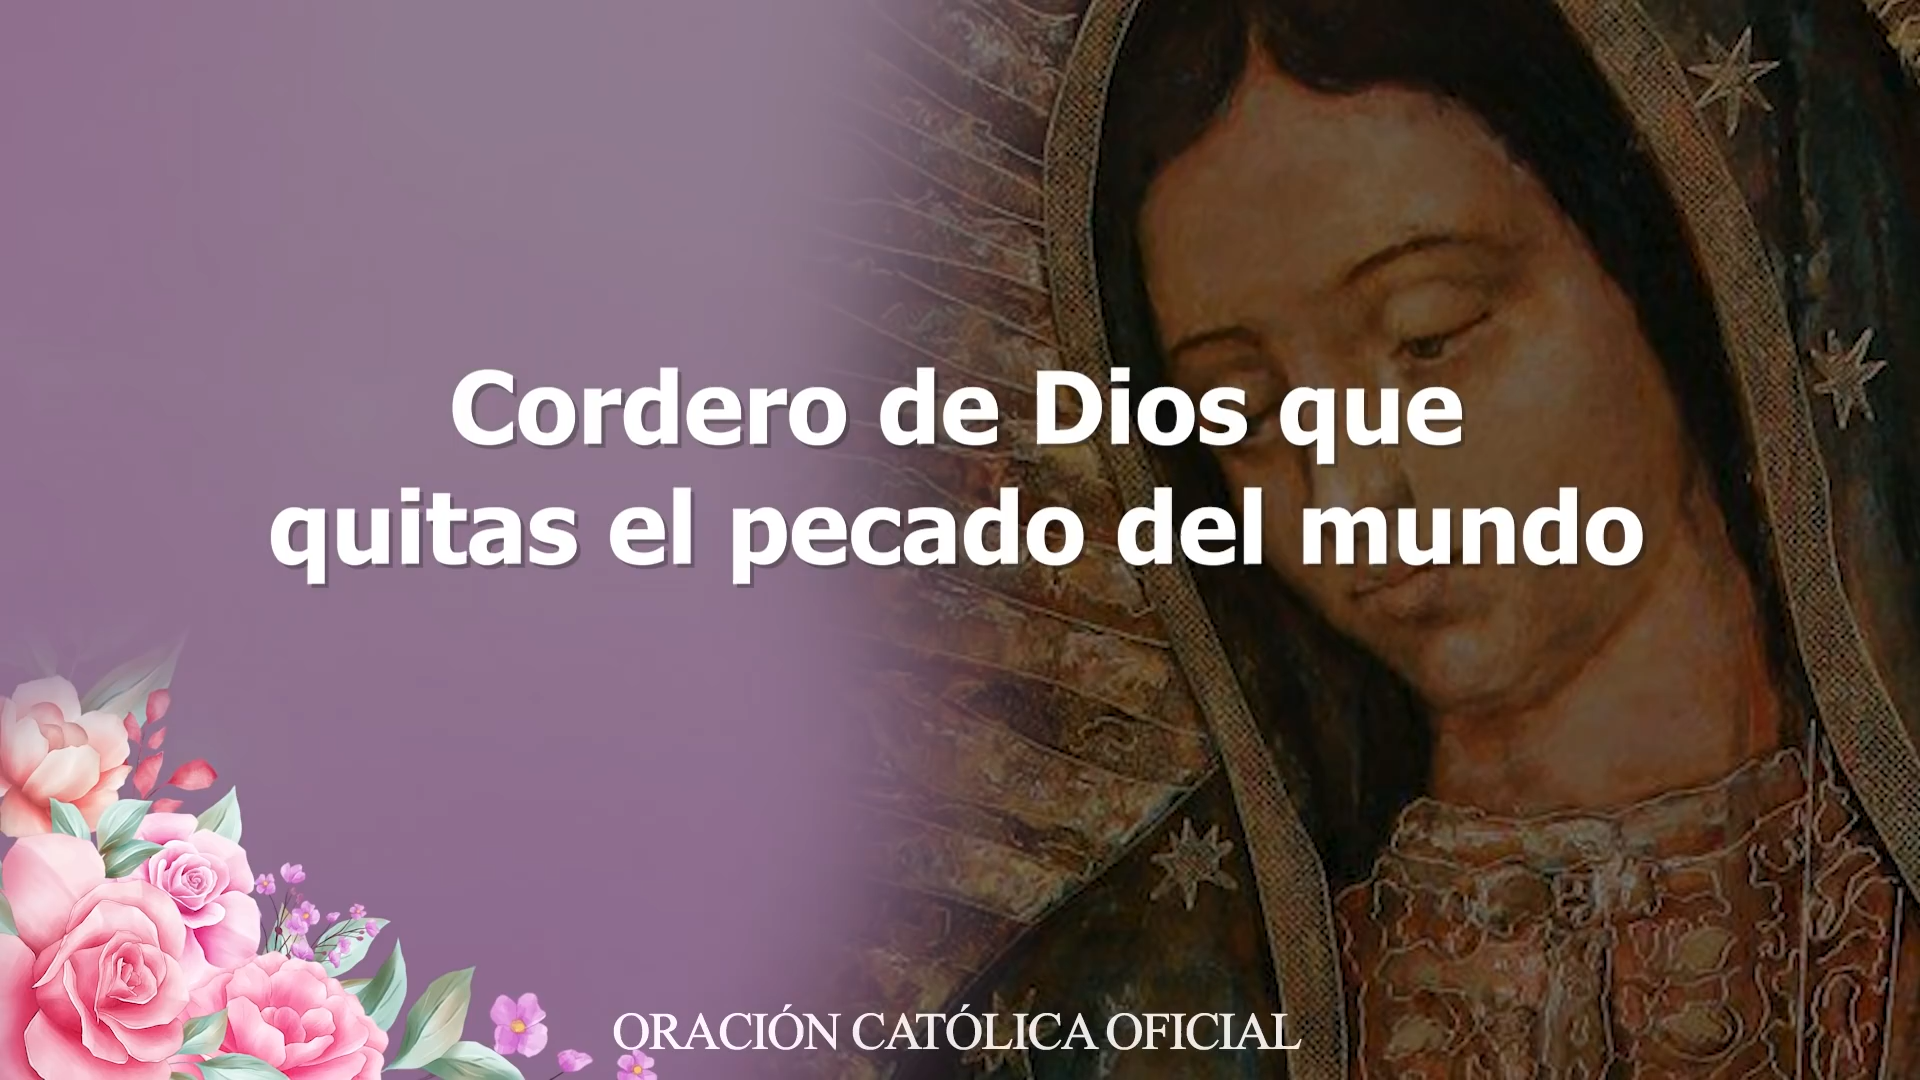 Cordero de Dios que
quitas el pecado del mundo
ORACIÓN CATÓLICA OFICIAL